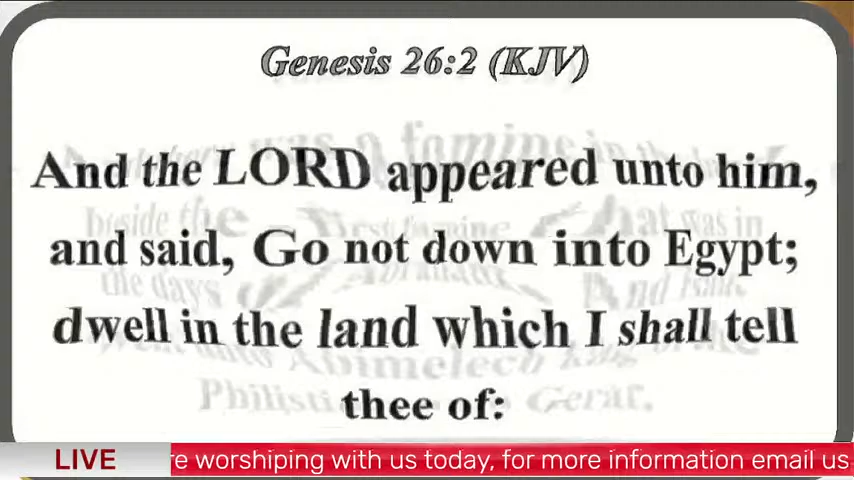 Genesis 26:2 (KJV)
And the LORD appeared unto him,
and said, Go not down into Egypt;
dwell in the land which I shall tell
thee of:
LIVE
re worshiping with us today, for more information email us